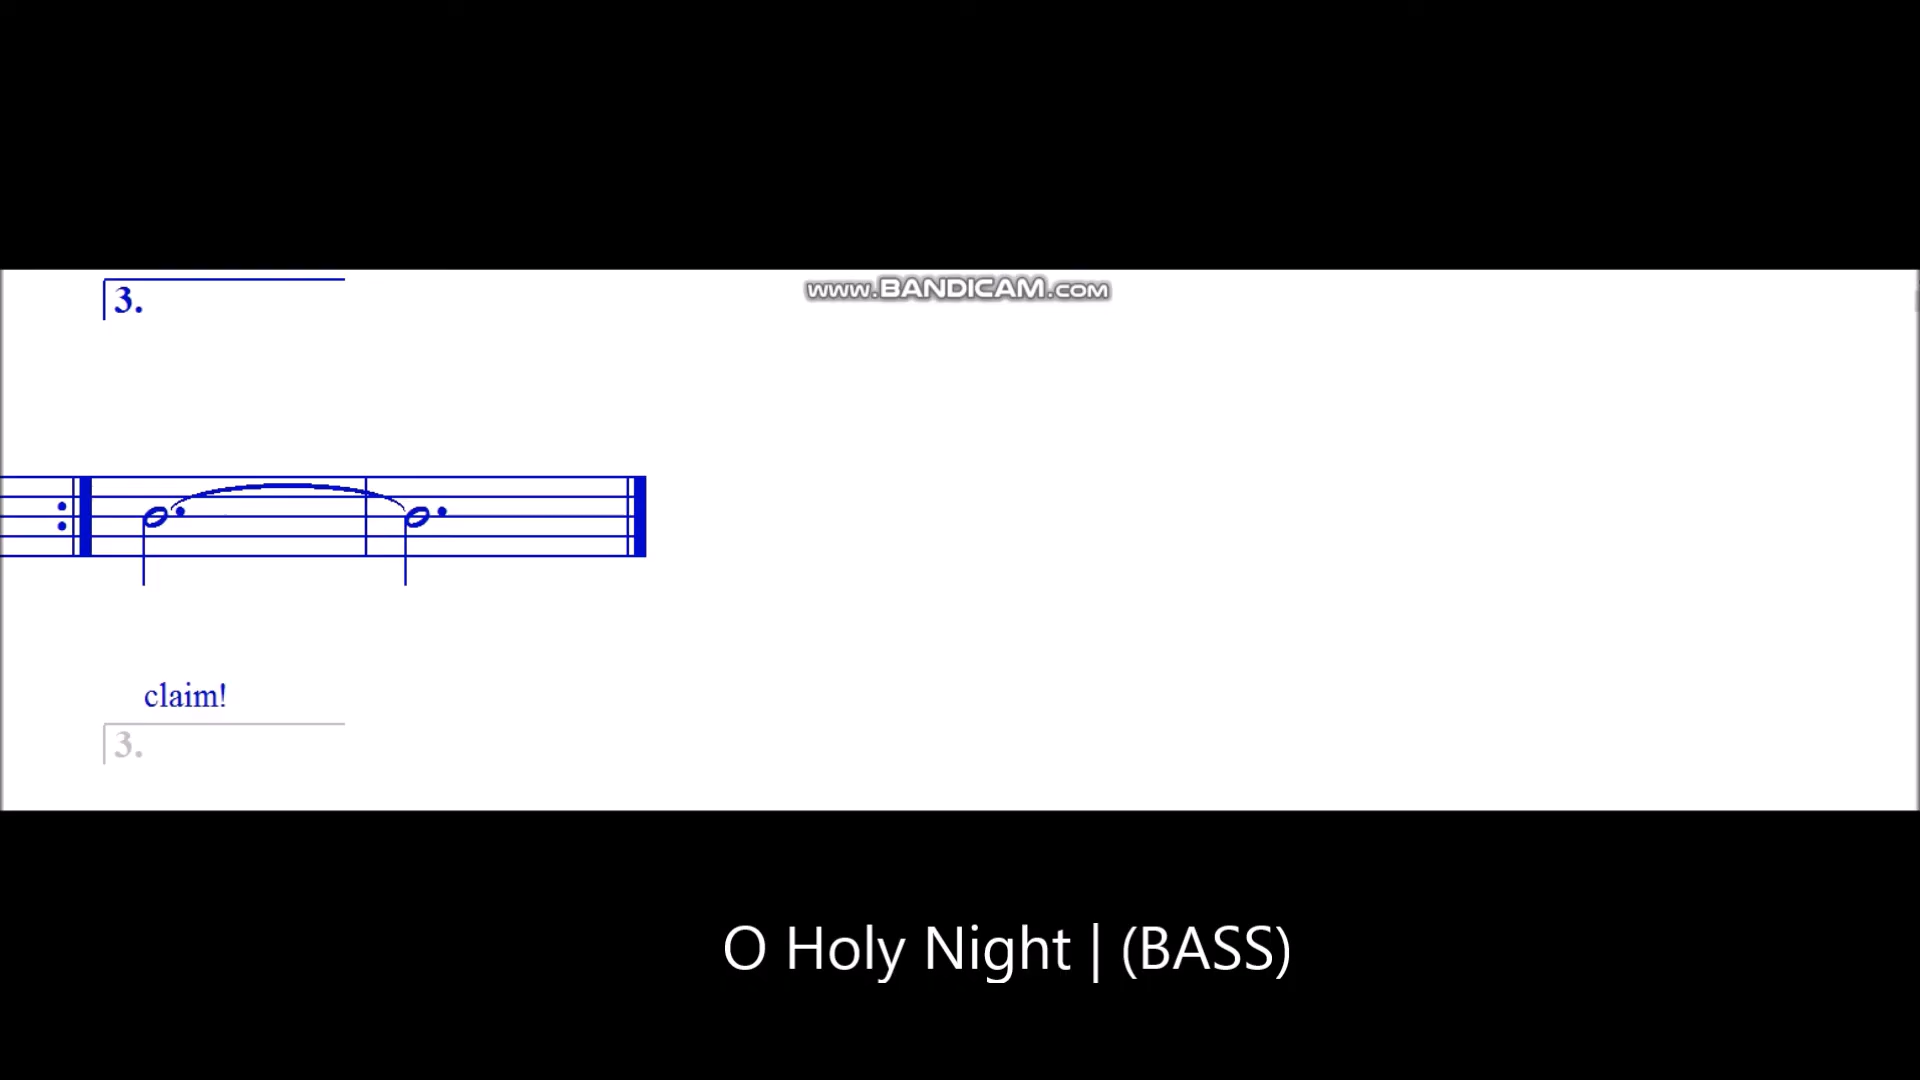 www.BANDICAM.com
3.
claim!
3.
O Holy Night | (BASS)